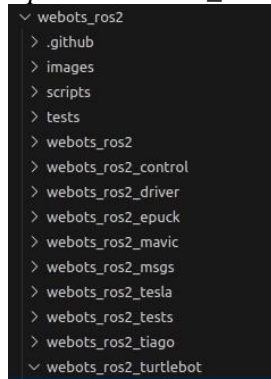 webots_ros2
.github
images
scripts
tests
webots_ros2
webots_ros2_control
webots_ros2_driver
webots_ros2_epuck
webots_ros2_mavic
webots_ros2_msgs
webots_ros2_tesla
webots_ros2_tests
webots_ros2_tiago
webots_ros2_turtlebot